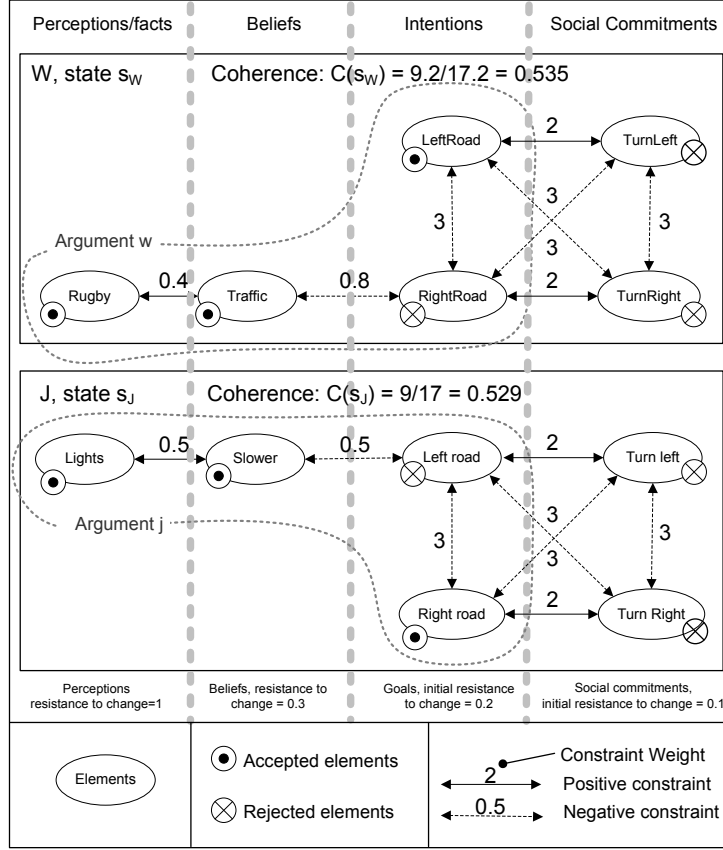 Perceptions/facts Beliefs Intentions Social Commitments
W, state sW Coherence: C(sW) = 9.2/17.2 = 0.535
LeftRoad 2 TurnLeft
3 3 3 3
Argument w
Rugby 0.4 Traffic 0.8 RightRoad 2 TurnRight
J, state sJ Coherence: C(sJ) = 9/17 = 0.529
Lights 0.5 Slower 0.5 Left road 2 Turn left
3 3 3 3
Argument j
Right road 2 Turn Right
Perceptions
resistance to change=1
Beliefs, resistance to
change = 0.3
Goals, initial resistance
to change = 0.2
Social commitments,
initial resistance to change = 0.1
Elements
Accepted elements
Rejected elements
Constraint Weight
2 Positive constraint
0.5 Negative constraint